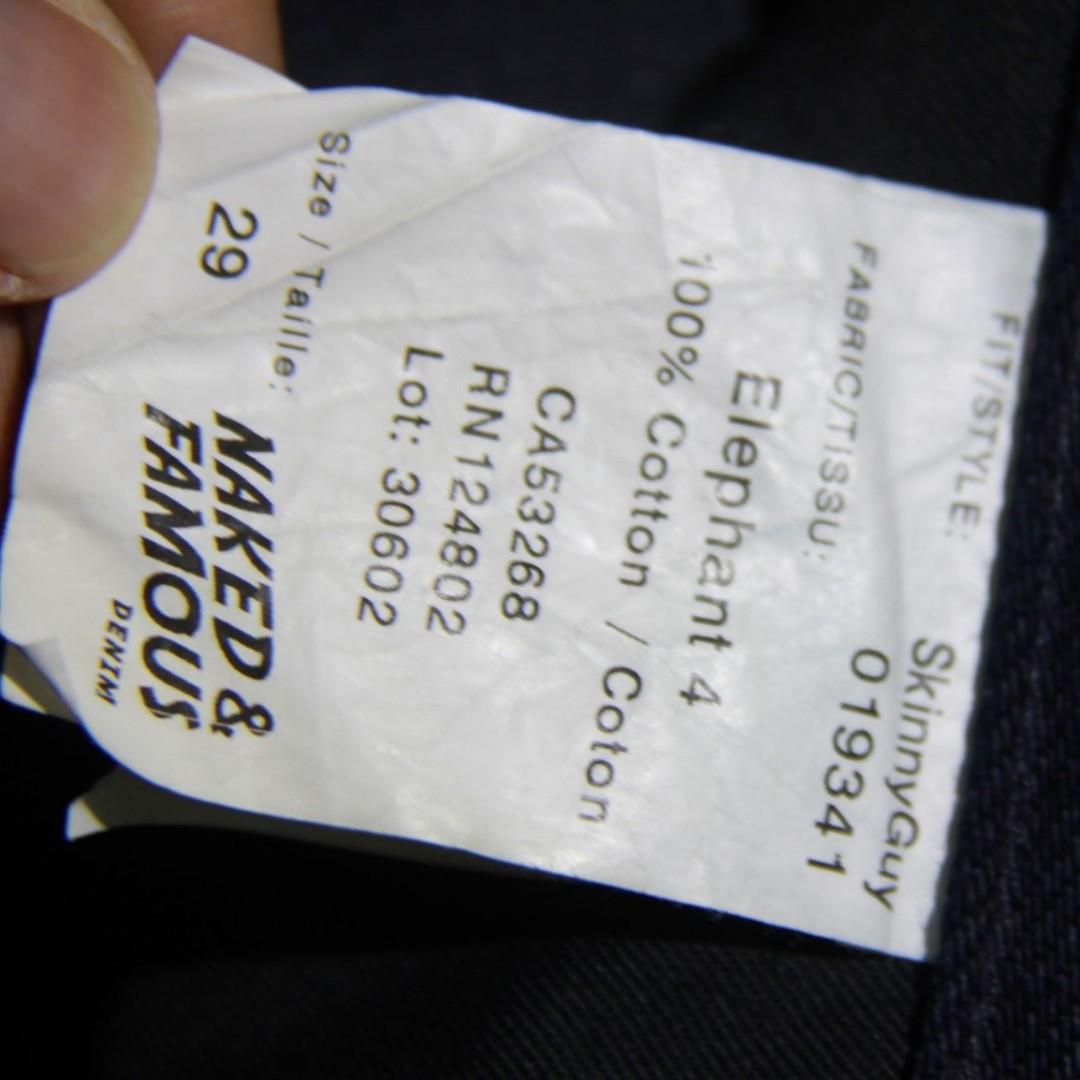 FIT/STYLE:
SkinnyGuy
019341
FABRIC/TISSU:
Elephant 4
100% Cotton / Coton
CA53268
RN124802
Lot: 30602
Size / Taille:
29
NAKED &
FAMOUS
DENIM